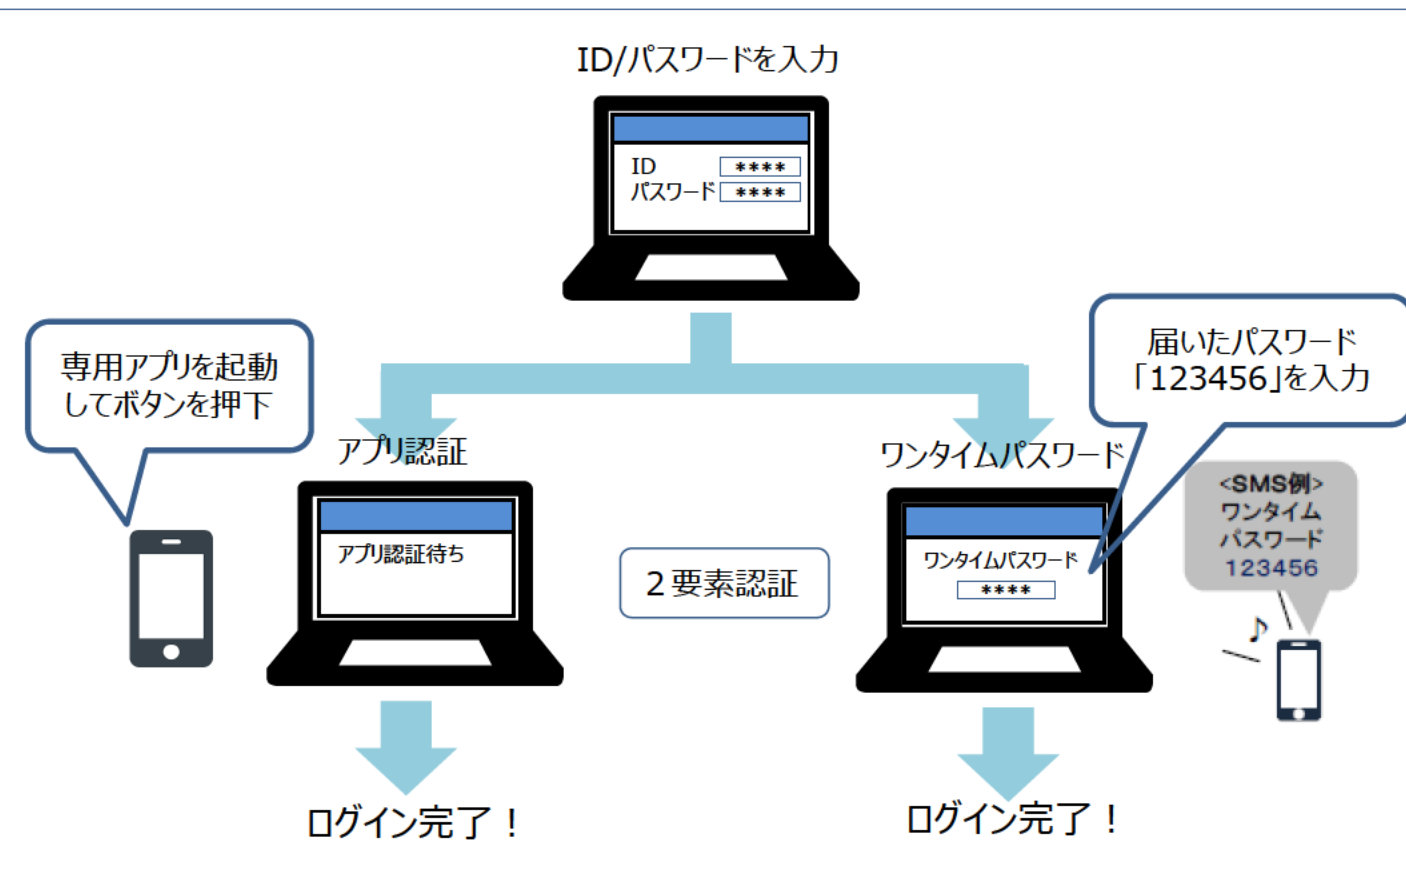 ID/パスワードを入力
ID ****
パスワード ****
専用アプリを起動
してボタンを押下
届いたパスワード
「123456」を入力
アプリ認証
ワンタイムパスワード
<SMS例>
ワンタイム
パスワード
123456
アプリ認証待ち
2要素認証
ワンタイムパスワード
****
♪
ログイン完了！
ログイン完了！